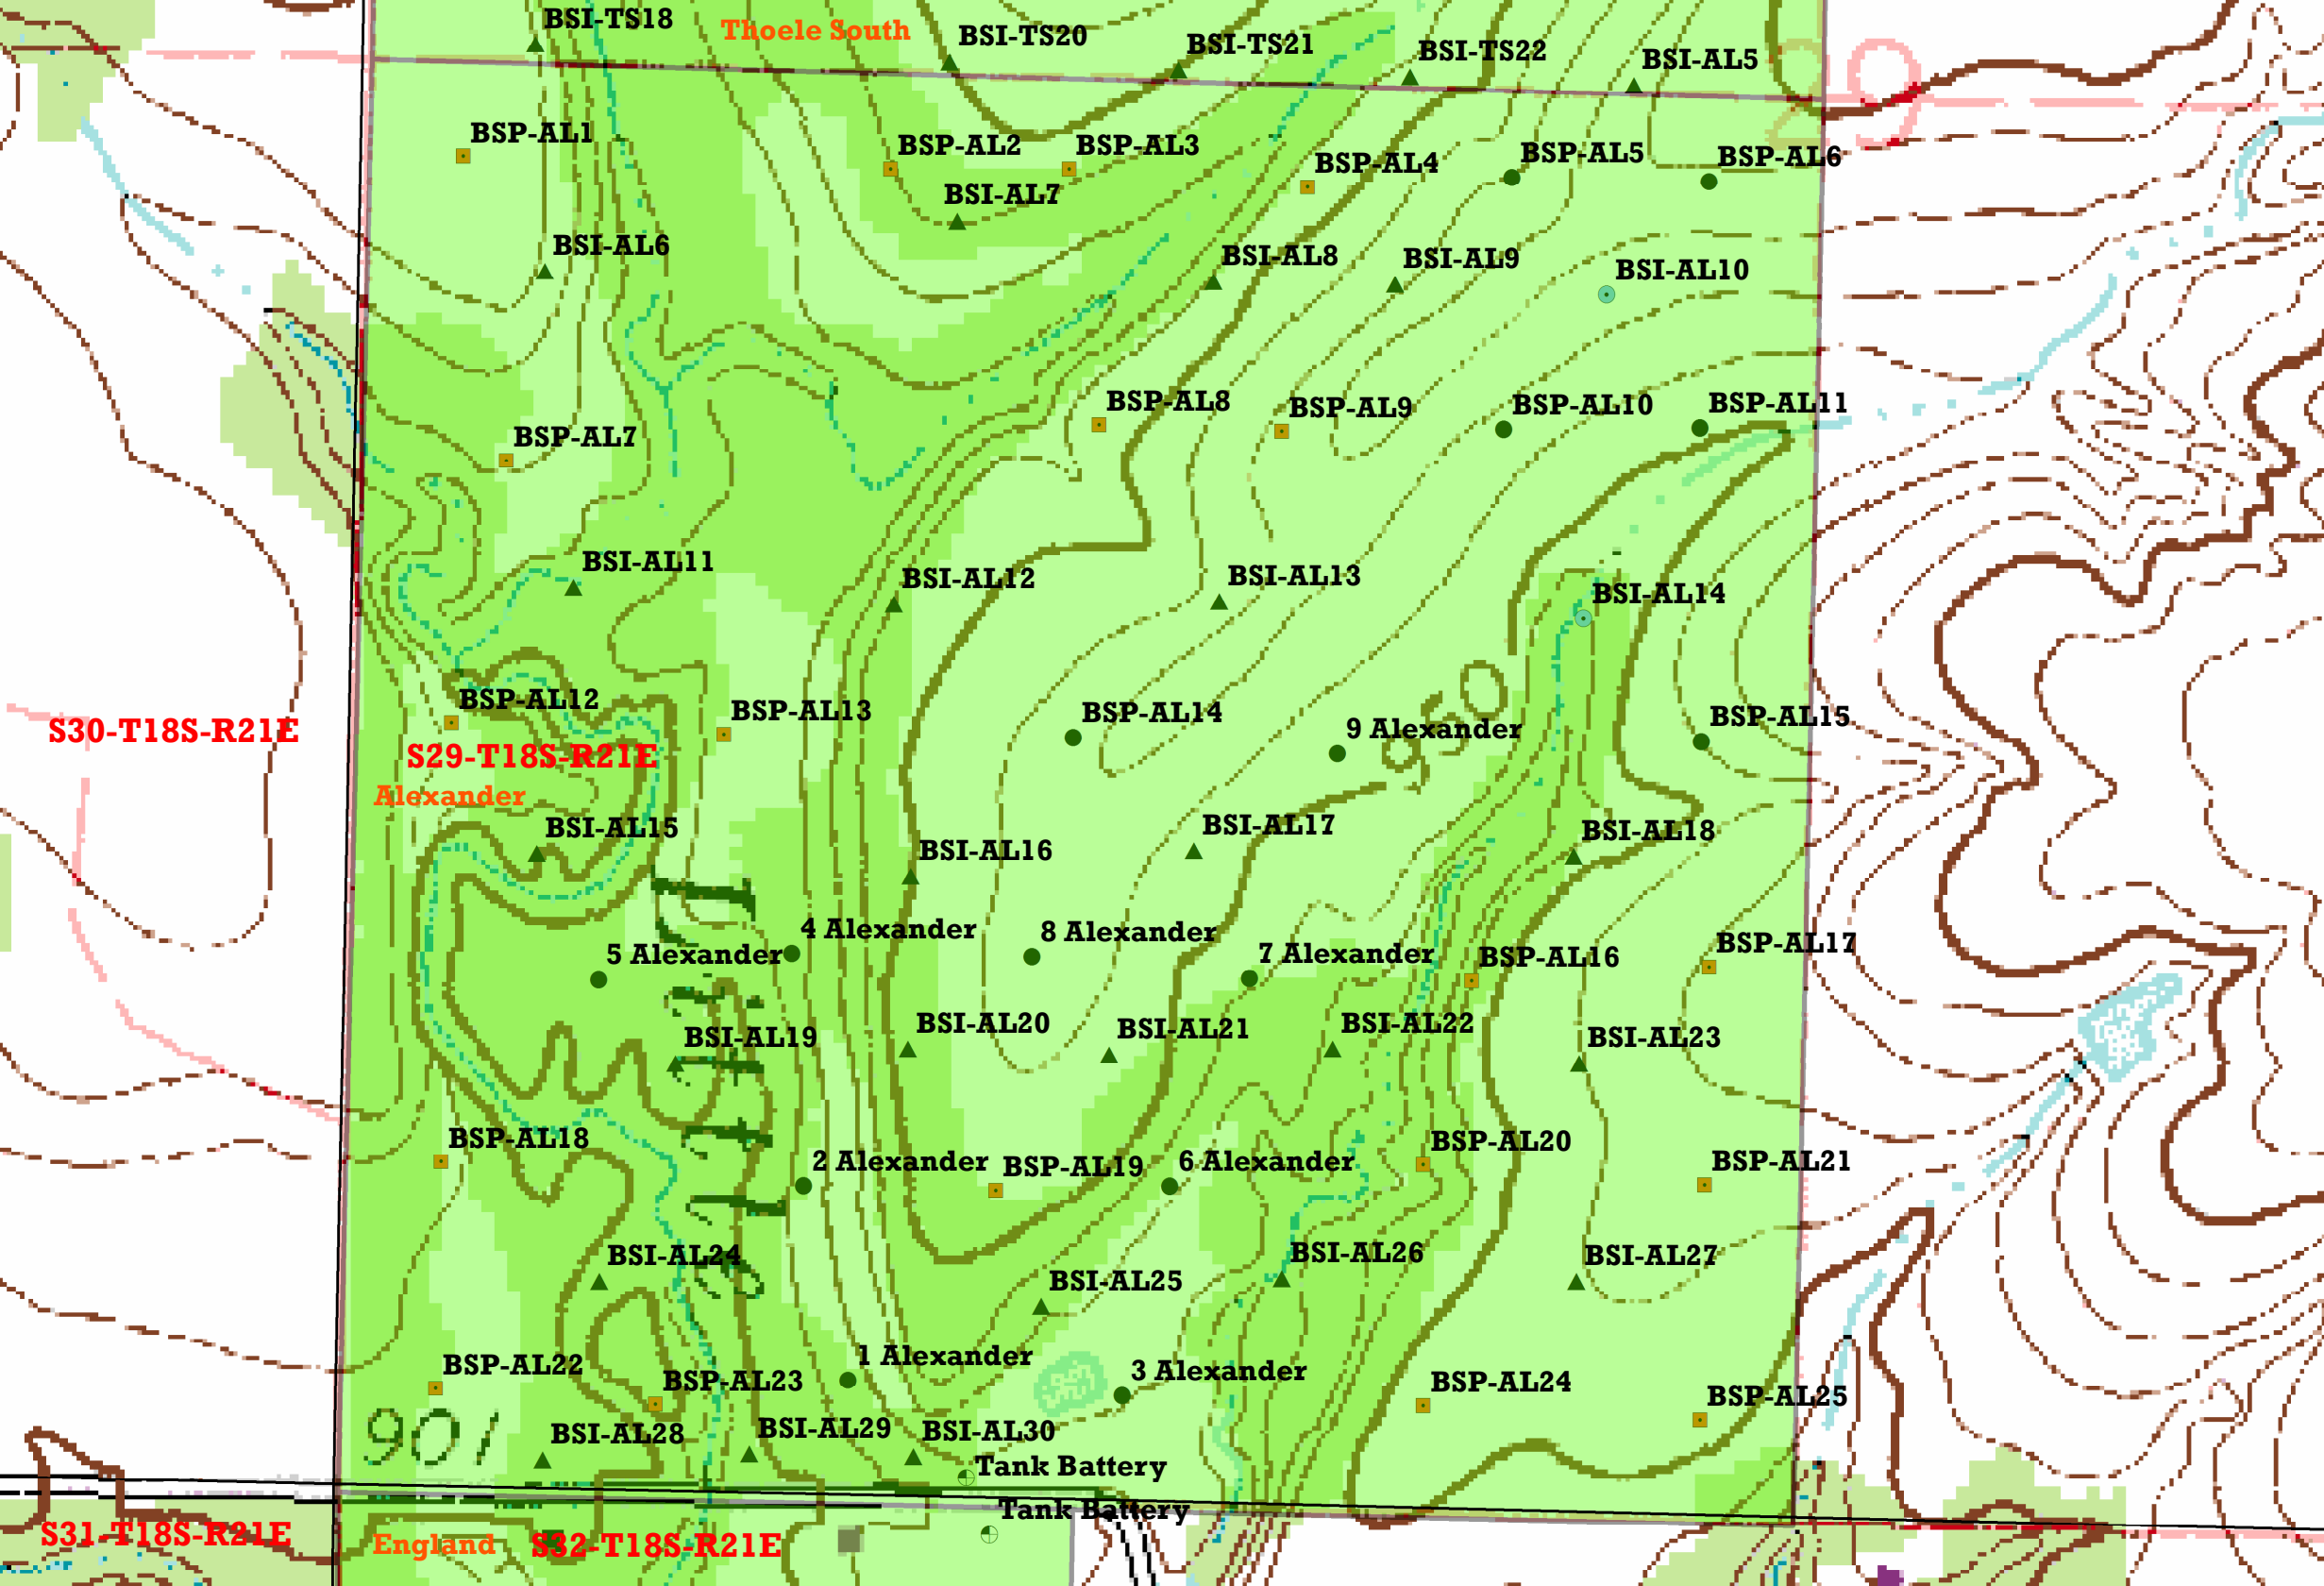 BSI-TS18
Thoele South
BSI-TS20
BSI-TS21
BSI-TS22
BSI-AL5
29
BSP-AL1
BSP-AL2
BSP-AL3
BSP-AL4
BSP-AL5
BSP-AL6
BSI-AL7
BSI-AL6
BSI-AL8
BSI-AL9
BSI-AL10
BSP-AL7
BSP-AL8
BSP-AL9
BSP-AL10
BSP-AL11
BSI-AL11
BSI-AL12
BSI-AL13
BSI-AL14
S30-T18S-R21E
BSP-AL12
BSP-AL13
BSP-AL14
9 Alexander
950
BSP-AL15
S29-T18S-R21E
Alexander
BSI-AL15
BSI-AL16
BSI-AL17
BSI-AL18
5 Alexander
4 Alexander
8 Alexander
7 Alexander
BSP-AL16
BSP-AL17
BSI-AL19
BSI-AL20
BSI-AL21
BSI-AL22
BSI-AL23
BSP-AL18
2 Alexander
BSP-AL19
6 Alexander
BSP-AL20
BSP-AL21
BSI-AL24
BSI-AL25
BSI-AL26
BSI-AL27
BSP-AL22
BSP-AL23
1 Alexander
3 Alexander
BSP-AL24
BSP-AL25
901
BSI-AL28
BSI-AL29
BSI-AL30
Tank Battery
Tank Battery
S31-T18S-R21E
England
S32-T18S-R21E